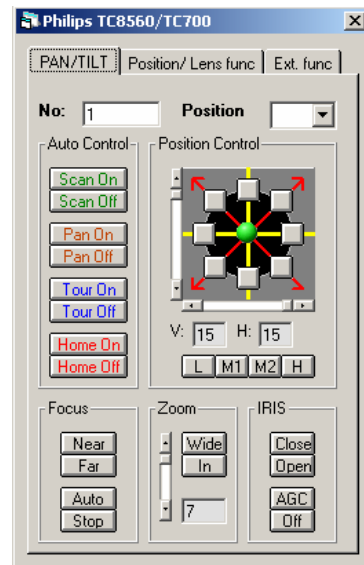 Philips TC8560/TC700
PAN/TILT Position/ Lens func Ext. func
No: 1 Position
Auto Control
Scan On
Scan Off
Pan On
Pan Off
Tour On
Tour Off
Home On
Home Off
Position Control
V: 15 H: 15
L M1 M2 H
Focus
Near
Far
Auto
Stop
Zoom
Wide
In
7
IRIS
Close
Open
AGC
Off